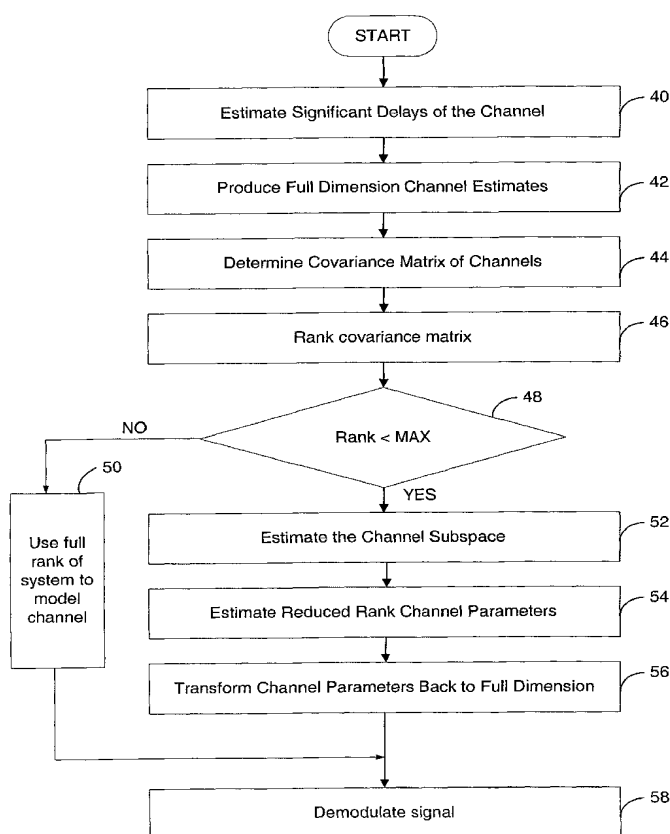 START
Estimate Significant Delays of the Channel
40
Produce Full Dimension Channel Estimates
42
Determine Covariance Matrix of Channels
44
Rank covariance matrix
46
48
Rank < MAX
NO
YES
50
Use full
rank of
system to
model
channel
Estimate the Channel Subspace
52
Estimate Reduced Rank Channel Parameters
54
Transform Channel Parameters Back to Full Dimension
56
Demodulate signal
58